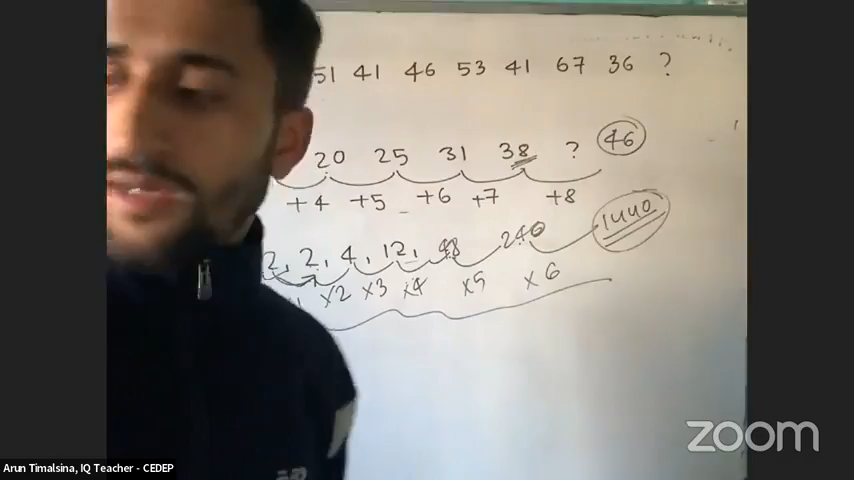 51 41 46 53 41 67 36 ?
20 25 31 38 ? 46
+4 +5 +6 +7 +8
2, 2, 4, 12, 48 240 1440
x2 x3 x4 x5 x6
zoom
Arun Timalsina, IQ Teacher - CEDEP